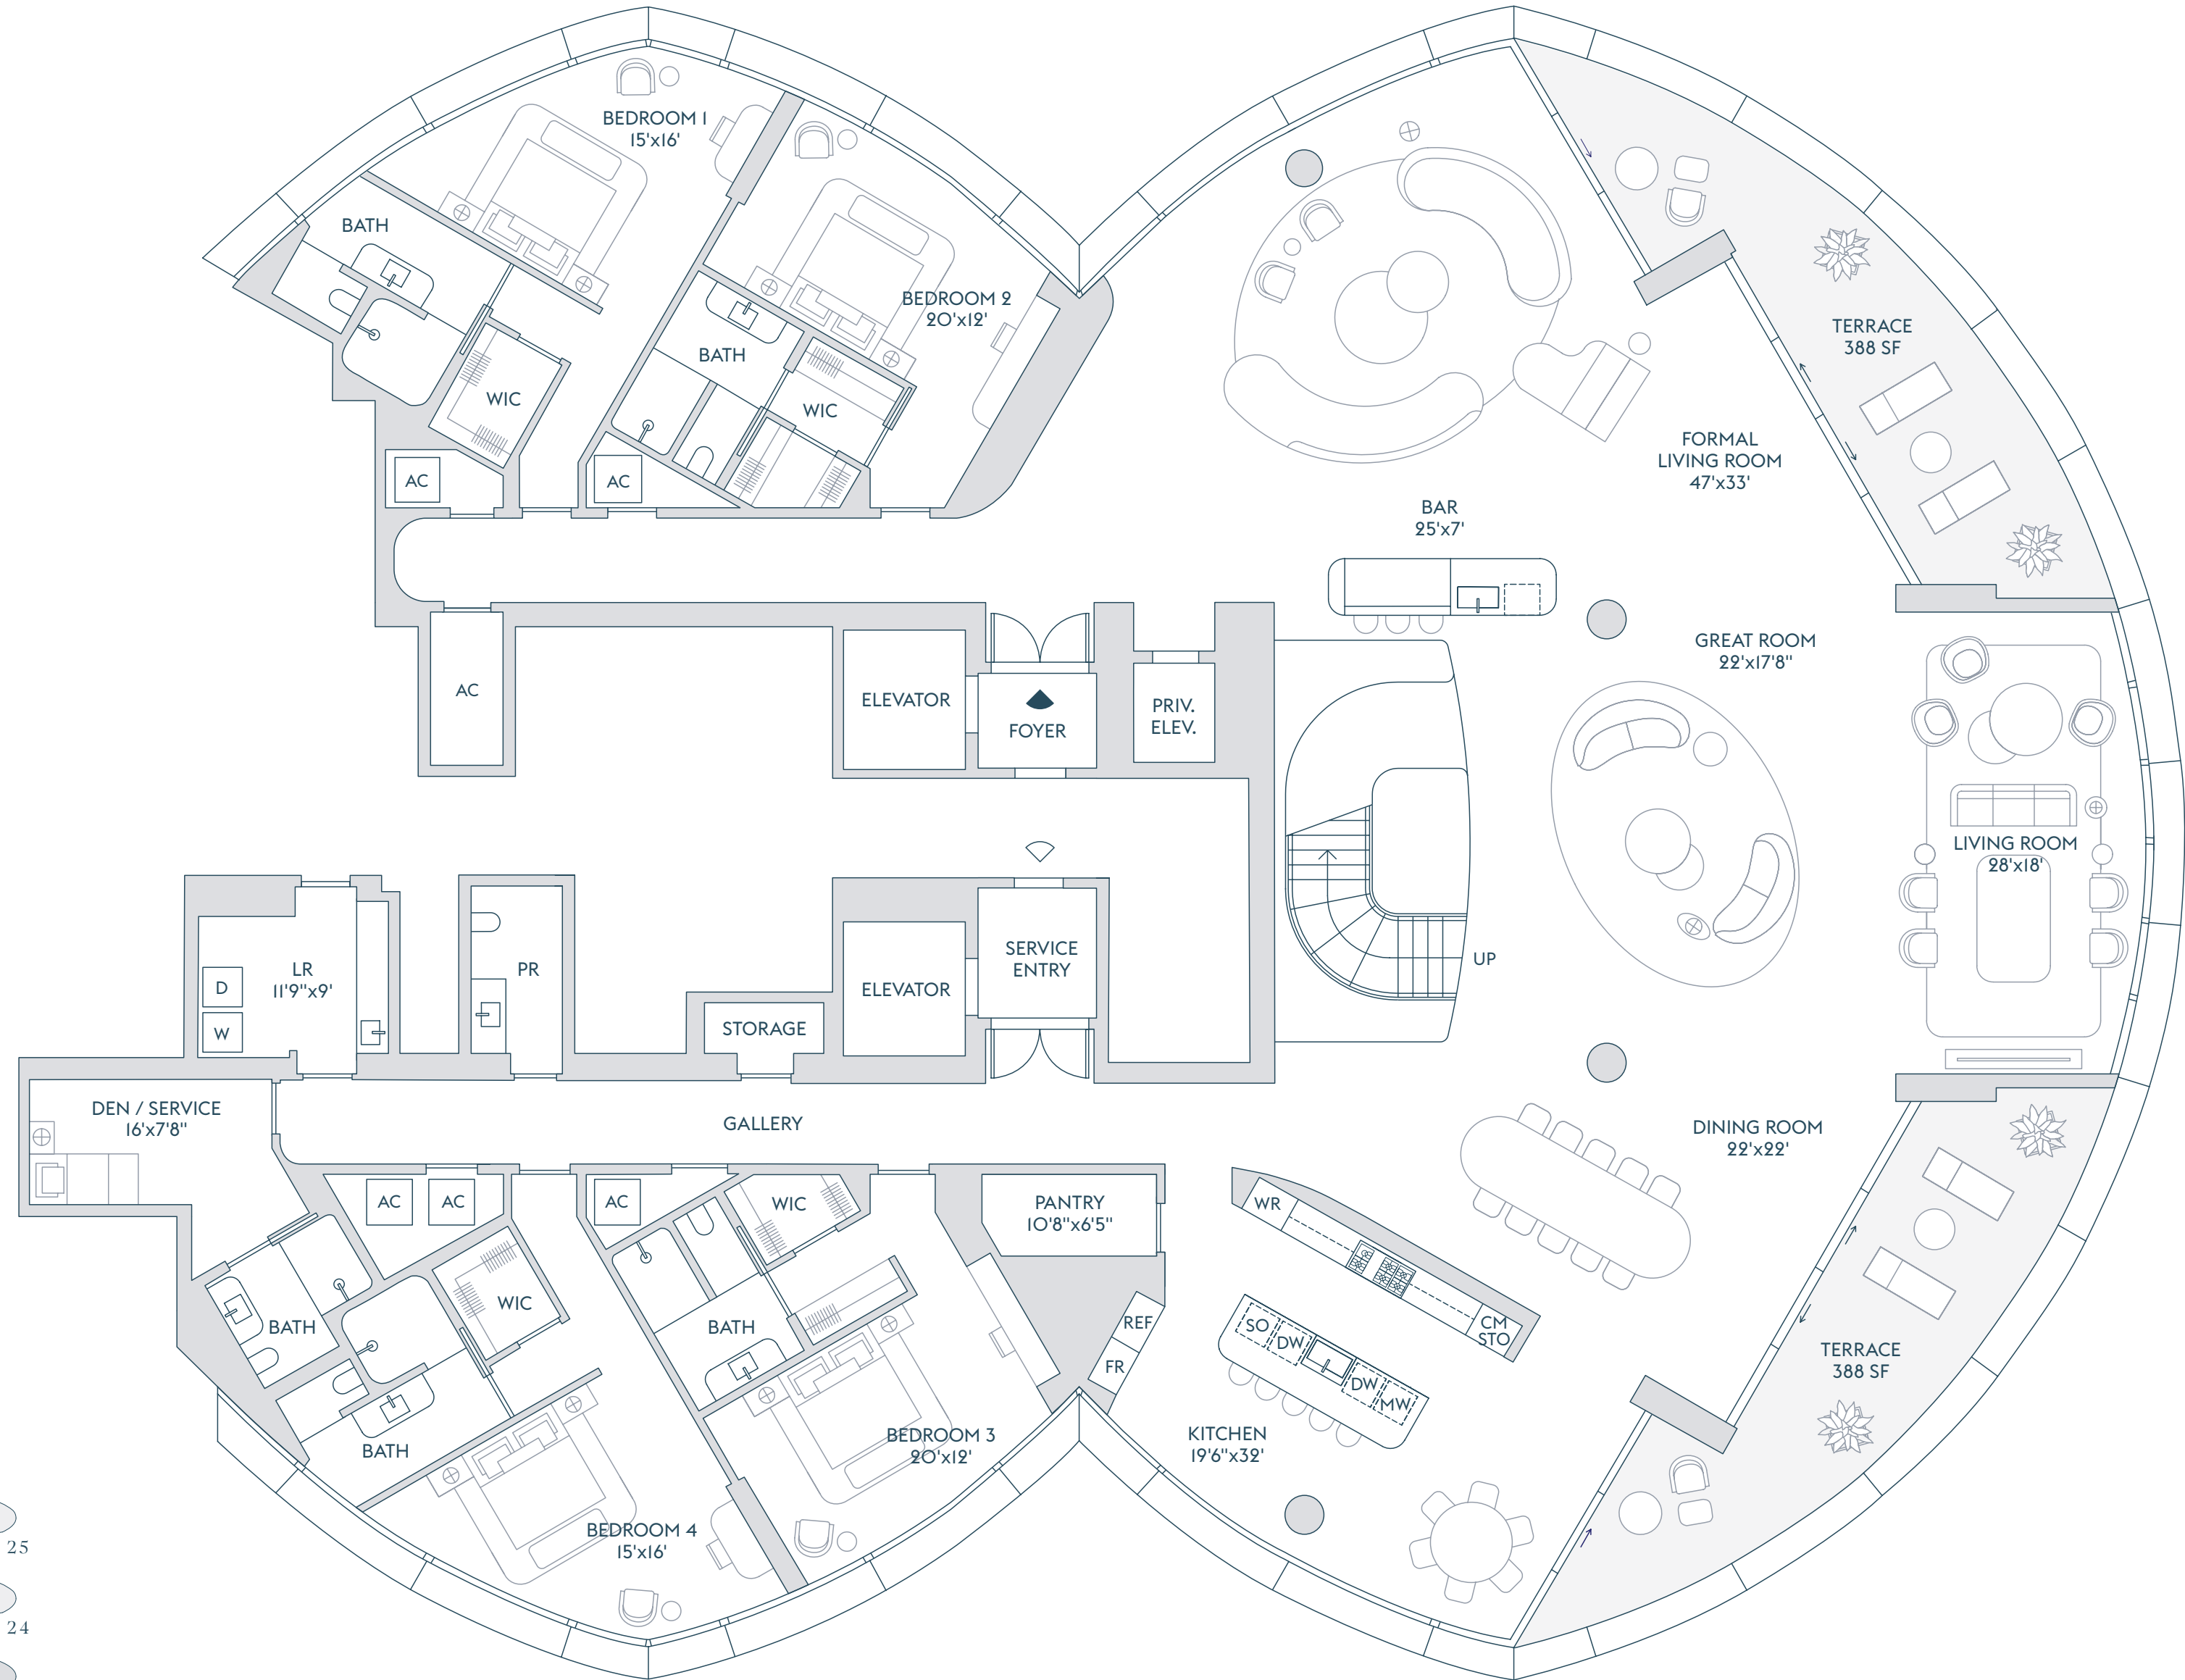 BEDROOM 1
15'x16'
BATH
BEDROOM 2
20'x12'
BATH
WIC
WIC
AC
AC
TERRACE
388 SF
FORMAL
LIVING ROOM
47'x33'
BAR
25'x7'
GREAT ROOM
22'x17'8"
AC
ELEVATOR
FOYER
PRIV.
ELEV.
LIVING ROOM
28'x18'
UP
LR
11'9"x9'
D
W
PR
STORAGE
ELEVATOR
SERVICE
ENTRY
DEN / SERVICE
16'x7'8"
GALLERY
DINING ROOM
22'x22'
AC
AC
AC
WIC
PANTRY
10'8"x6'5"
WR
WIC
BATH
BATH
REF
FR
SO
DW
DW
MW
CM
STO
TERRACE
388 SF
BATH
BEDROOM 3
20'x12'
KITCHEN
19'6"x32'
BEDROOM 4
15'x16'
25
24